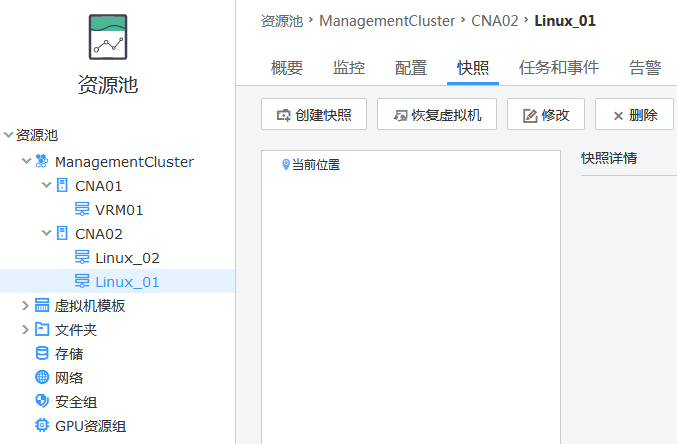 资源池
资源池
ManagementCluster
CNA01
VRM01
CNA02
Linux_02
Linux_01
虚拟机模板
文件夹
存储
网络
安全组
GPU资源组
资源池 › ManagementCluster › CNA02 › Linux_01
概要 监控 配置 快照 任务和事件 告警
创建快照 恢复虚拟机 修改 删除
当前位置
快照详情